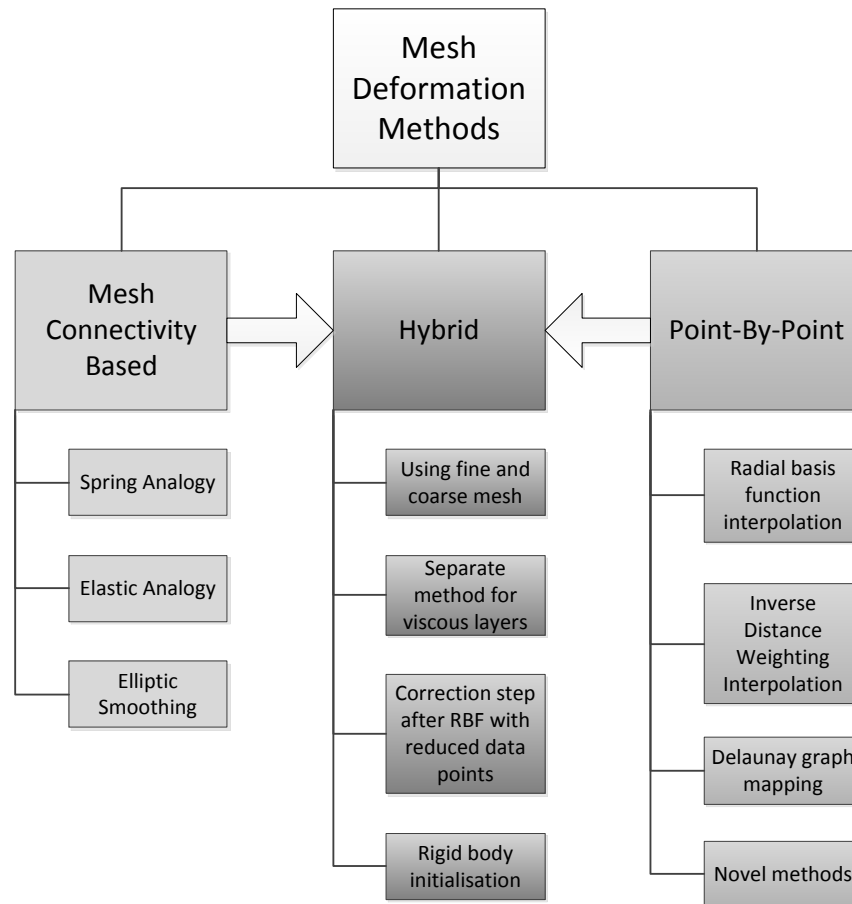 Mesh
Deformation
Methods
Mesh
Connectivity
Based
Hybrid
Point-By-Point
Spring Analogy
Elastic Analogy
Elliptic
Smoothing
Using fine and
coarse mesh
Separate
method for
viscous layers
Correction step
after RBF with
reduced data
points
Rigid body
initialisation
Radial basis
function
interpolation
Inverse
Distance
Weighting
Interpolation
Delaunay graph
mapping
Novel methods